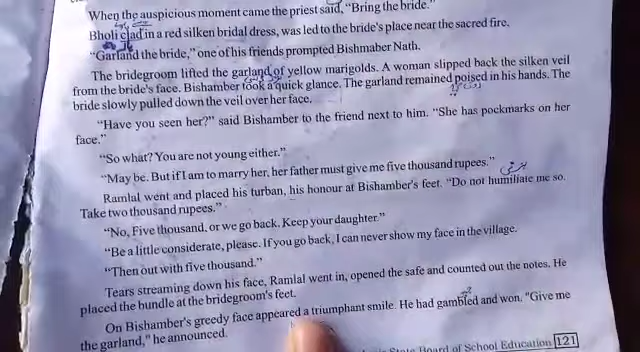 When the auspicious moment came the priest said, "Bring the bride."
Bholi clad in a red silken bridal dress, was led to the bride's place near the sacred fire.
"Garland the bride," one of his friends prompted Bishmaber Nath.
The bridegroom lifted the garland of yellow marigolds. A woman slipped back the silken veil
from the bride's face. Bishamber took a quick glance. The garland remained poised in his hands. The
bride slowly pulled down the veil over her face.
"Have you seen her?" said Bishamber to the friend next to him. "She has pockmarks on her
face."
"So what? You are not young either."
"May be. But if I am to marry her, her father must give me five thousand rupees."
Ramlal went and placed his turban, his honour at Bishamber's feet. "Do not humiliate me so.
Take two thousand rupees."
"No, Five thousand, or we go back. Keep your daughter."
"Be a little considerate, please. If you go back, I can never show my face in the village.
"Then out with five thousand."
Tears streaming down his face, Ramlal went in, opened the safe and counted out the notes. He
placed the bundle at the bridegroom's feet.
On Bishamber's greedy face appeared a triumphant smile. He had gambled and won. "Give me
the garland," he announced.
State Board of School Education 121